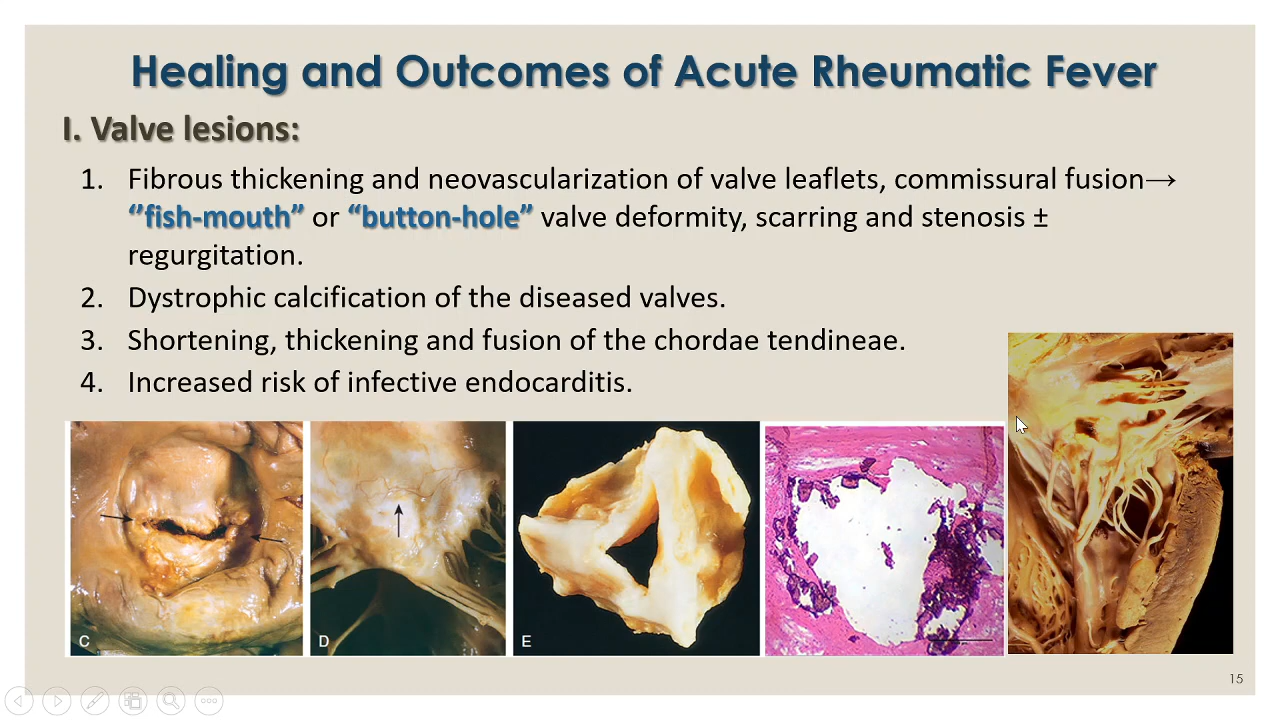 Healing and Outcomes of Acute Rheumatic Fever
I. Valve lesions:
1. Fibrous thickening and neovascularization of valve leaflets, commissural fusion→
‘’fish-mouth” or “button-hole” valve deformity, scarring and stenosis ±
regurgitation.
2. Dystrophic calcification of the diseased valves.
3. Shortening, thickening and fusion of the chordae tendineae.
4. Increased risk of infective endocarditis.
C
D
E
15